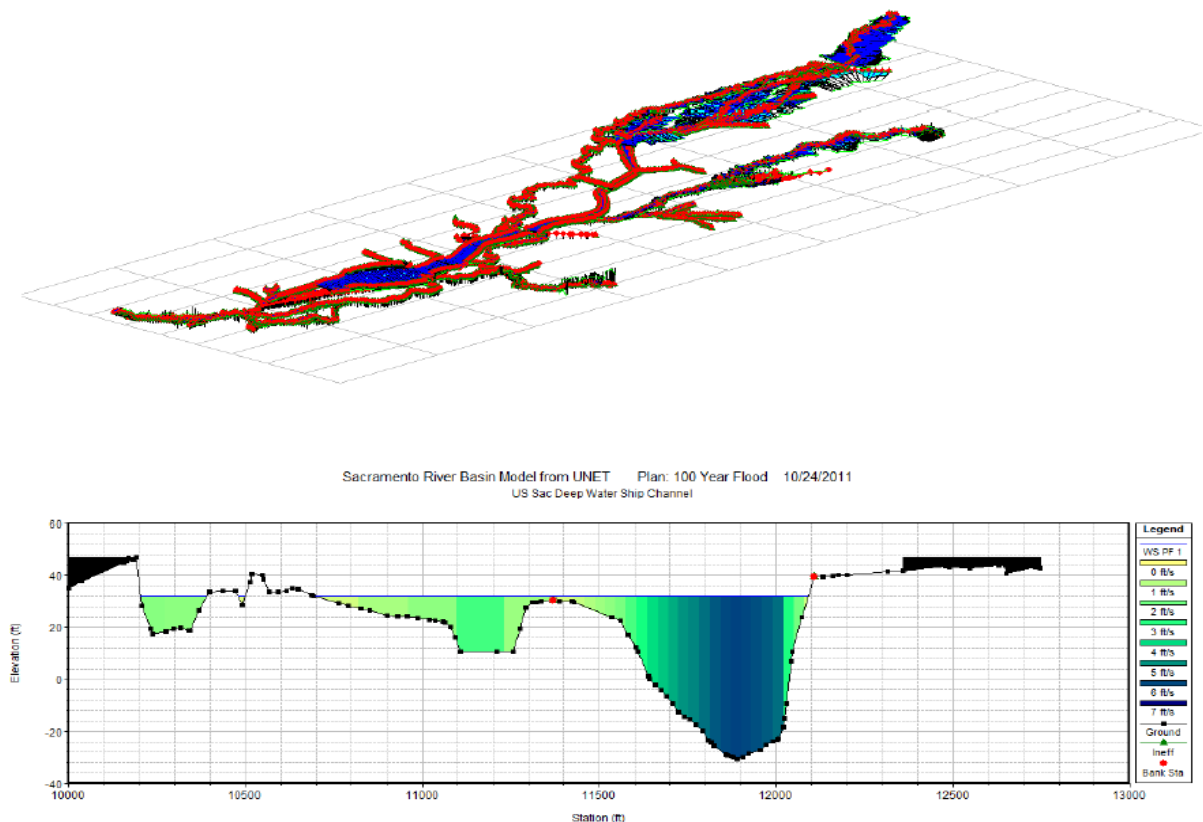 Sacramento River Basin Model from UNET Plan: 100 Year Flood 10/24/2011
US Sac Deep Water Ship Channel
60
40
20
0
-20
-40
Elevation (ft)
10000
10500
11000
11500
12000
12500
13000
Station (ft)
Legend
WS PF 1
0 ft/s
1 ft/s
2 ft/s
3 ft/s
4 ft/s
5 ft/s
6 ft/s
7 ft/s
Ground
Ineff
Bank Sta